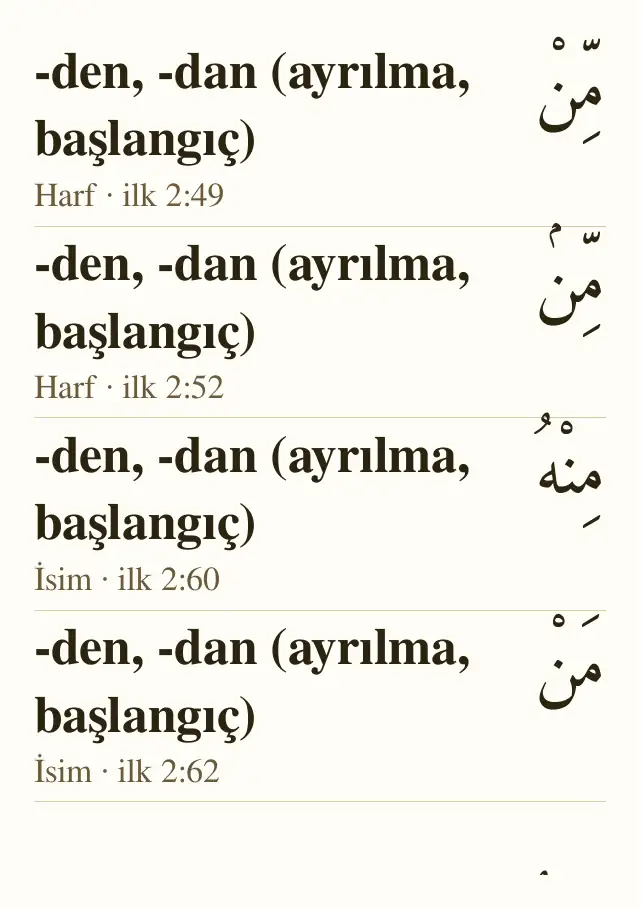 -den, -dan (ayrılma, مِّنْ
başlangıç)
Harf · ilk 2:49
-den, -dan (ayrılma, مِّنۢ
başlangıç)
Harf · ilk 2:52
-den, -dan (ayrılma, مِنْهُ
başlangıç)
İsim · ilk 2:60
-den, -dan (ayrılma, مَنْ
başlangıç)
İsim · ilk 2:62